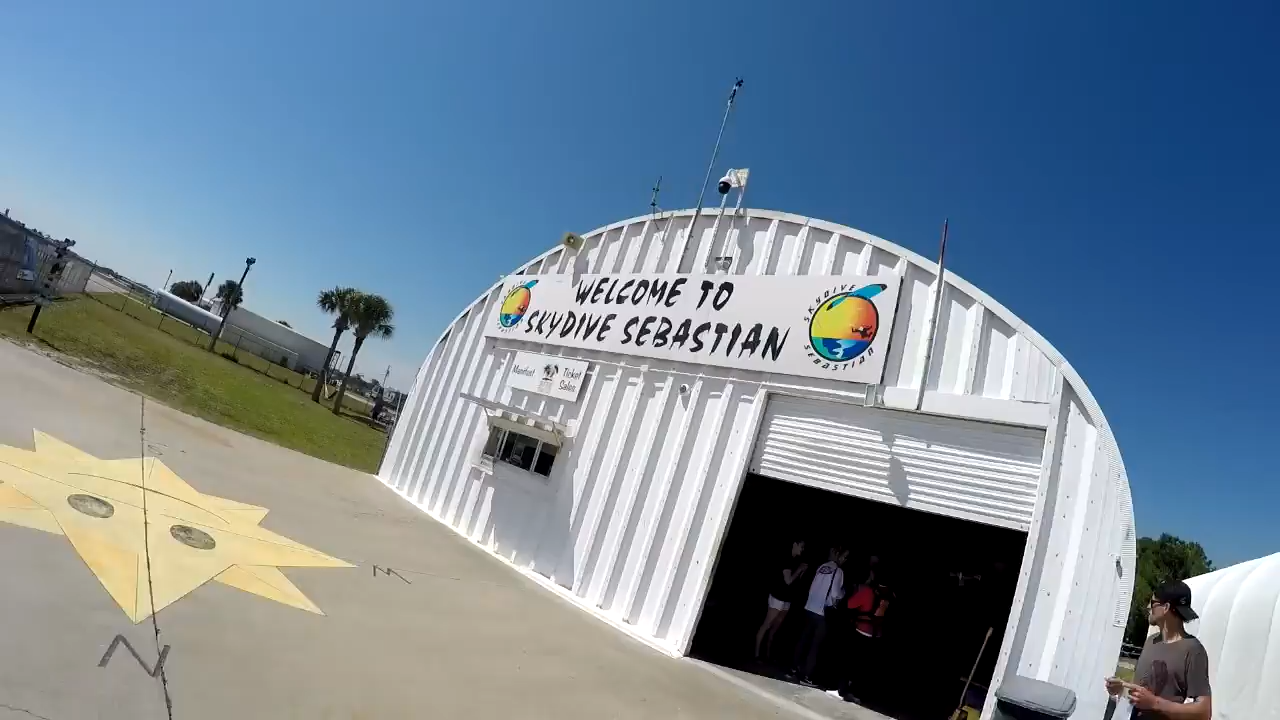 WELCOME TO
SKYDIVE SEBASTIAN
SKYDIVE
SEBASTIAN
Manifest
Ticket
Sales
N